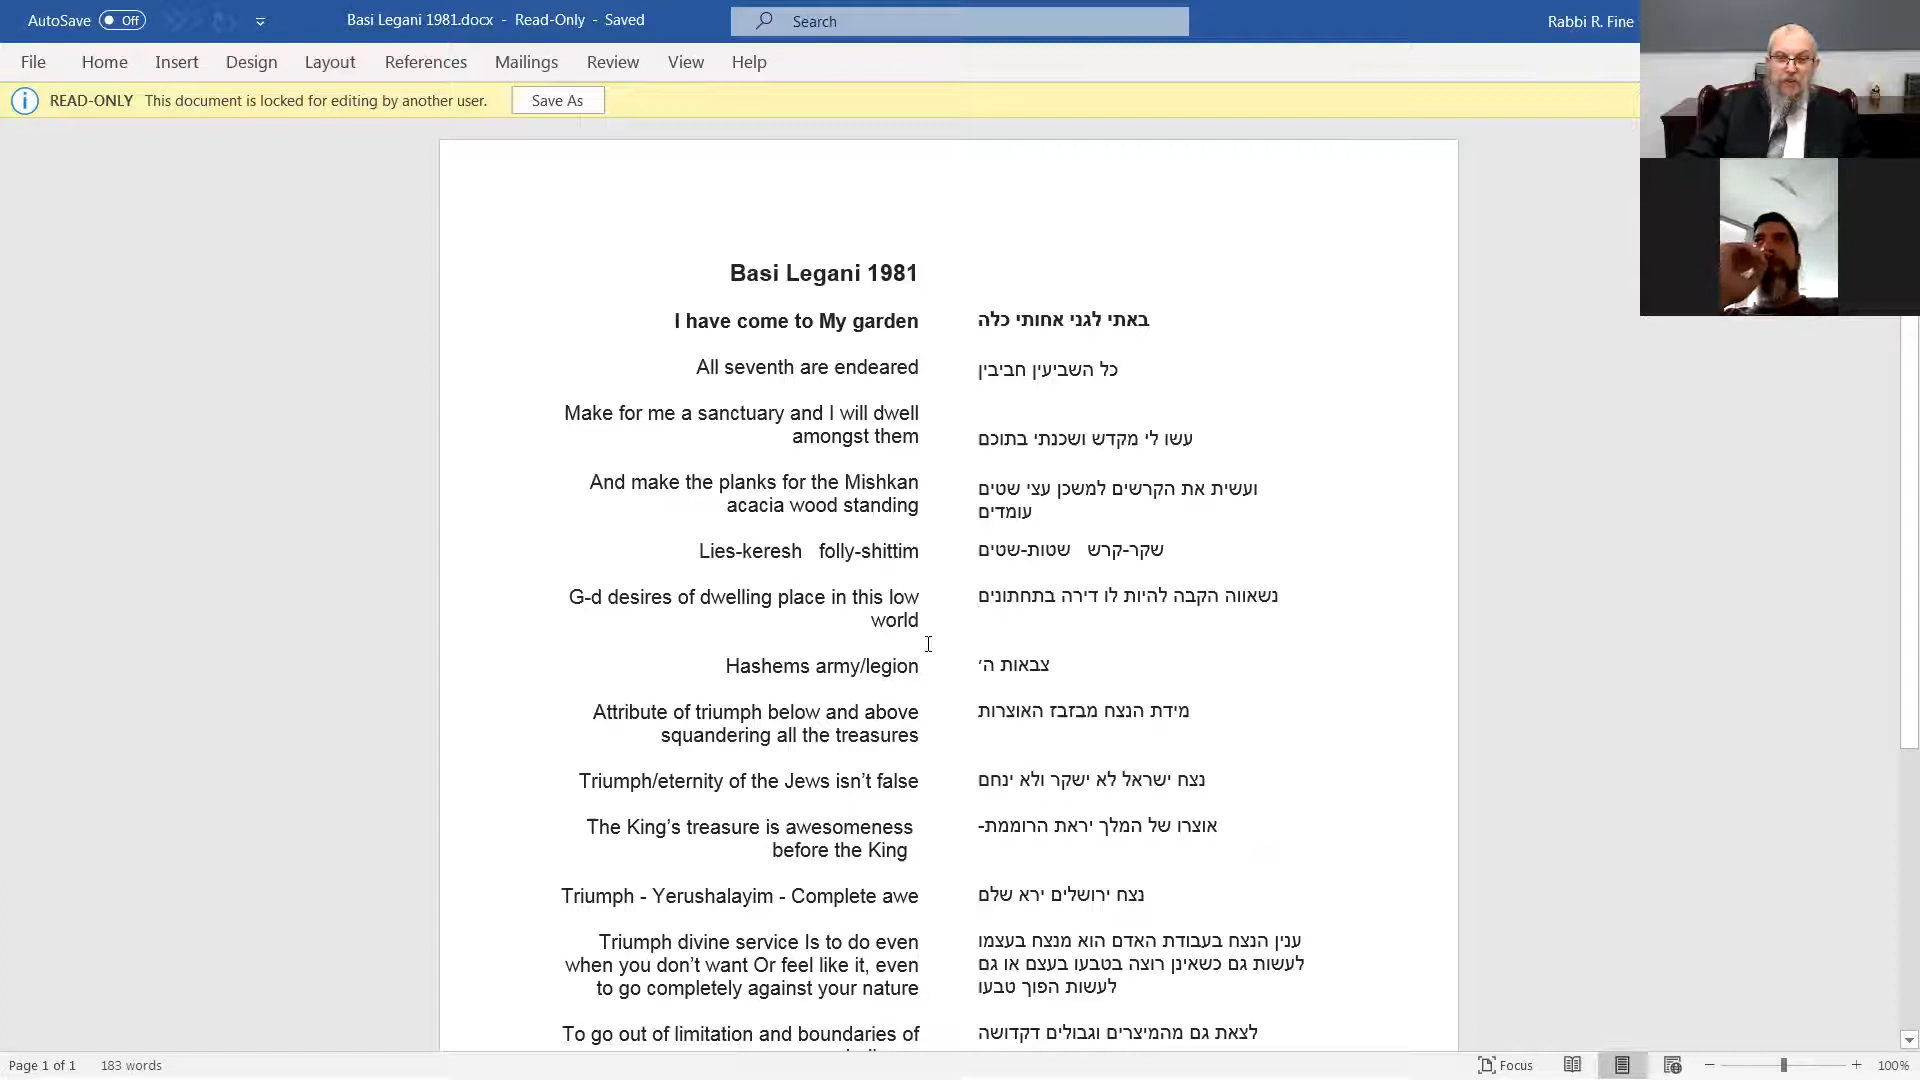 AutoSave Off
Basi Legani 1981.docx - Read-Only - Saved
Search
Rabbi R. Fine
File Home Insert Design Layout References Mailings Review View Help
READ-ONLY This document is locked for editing by another user. Save As
Basi Legani 1981
I have come to My garden
באתי לגני אחותי כלה
All seventh are endeared
כל השביעין חביבין
Make for me a sanctuary and I will dwell
amongst them
עשו לי מקדש ושכנתי בתוכם
And make the planks for the Mishkan
acacia wood standing
ועשית את הקרשים למשכן עצי שטים
עומדים
Lies-keresh folly-shittim
שקר-קרש שטות-שטים
G-d desires of dwelling place in this low
world
נשאווה הקבה להיות לו דירה בתחתונים
Hashems army/legion
צבאות ה׳
Attribute of triumph below and above
squandering all the treasures
מידת הנצח מבזבז האוצרות
Triumph/eternity of the Jews isn’t false
נצח ישראל לא ישקר ולא ינחם
The King’s treasure is awesomeness
before the King
אוצרו של המלך יראת הרוממת-
Triumph - Yerushalayim - Complete awe
נצח ירושלים ירא שלם
Triumph divine service Is to do even
when you don’t want Or feel like it, even
to go completely against your nature
ענין הנצח בעבודת האדם הוא מנצח בעצמו
לעשות גם כשאינן רוצה בטבעו בעצם או גם
לעשות הפוך טבעו
To go out of limitation and boundaries of
לצאת גם מהמיצרים וגבולים דקדושה
Page 1 of 1 183 words
Focus
100%